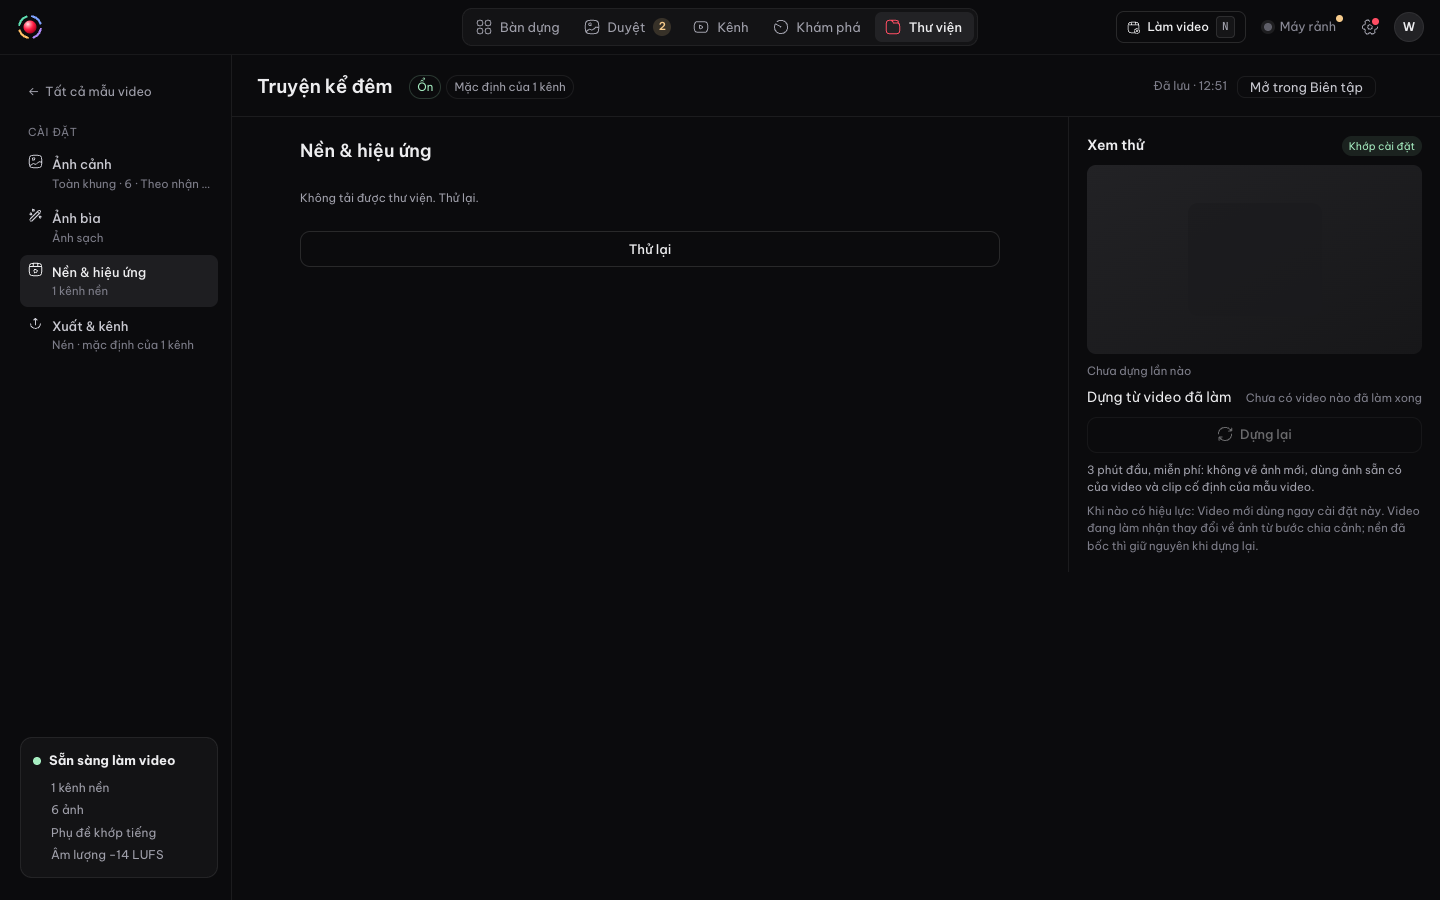 Bàn dựng
Duyệt 2
Kênh
Khám phá
Thư viện
Làm video N
Máy rảnh
W
← Tất cả mẫu video
CÀI ĐẶT
Ảnh cảnh
Toàn khung · 6 · Theo nhận ...
Ảnh bìa
Ảnh sạch
Nền & hiệu ứng
1 kênh nền
Xuất & kênh
Nén · mặc định của 1 kênh
Sẵn sàng làm video
1 kênh nền
6 ảnh
Phụ đề khớp tiếng
Âm lượng -14 LUFS
Truyện kể đêm
Ổn
Mặc định của 1 kênh
Đã lưu · 12:51
Mở trong Biên tập
Nền & hiệu ứng
Không tải được thư viện. Thử lại.
Thử lại
Xem thử
Khớp cài đặt
Chưa dựng lần nào
Dựng từ video đã làm
Chưa có video nào đã làm xong
Dựng lại
3 phút đầu, miễn phí: không vẽ ảnh mới, dùng ảnh sẵn có
của video và clip cố định của mẫu video.
Khi nào có hiệu lực: Video mới dùng ngay cài đặt này. Video
đang làm nhận thay đổi về ảnh từ bước chia cảnh; nền đã
bốc thì giữ nguyên khi dựng lại.